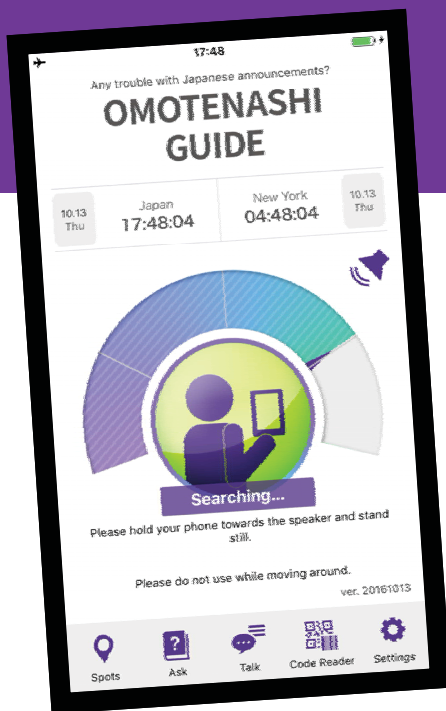 17:48
Any trouble with Japanese announcements?
OMOTENASHI
GUIDE
10.13
Thu
Japan
17:48:04
New York
04:48:04
10.13
Thu
Searching...
Please hold your phone towards the speaker and stand
still.
Please do not use while moving around.
ver. 20161013
Spots
?
Ask
Talk
Code Reader
Settings